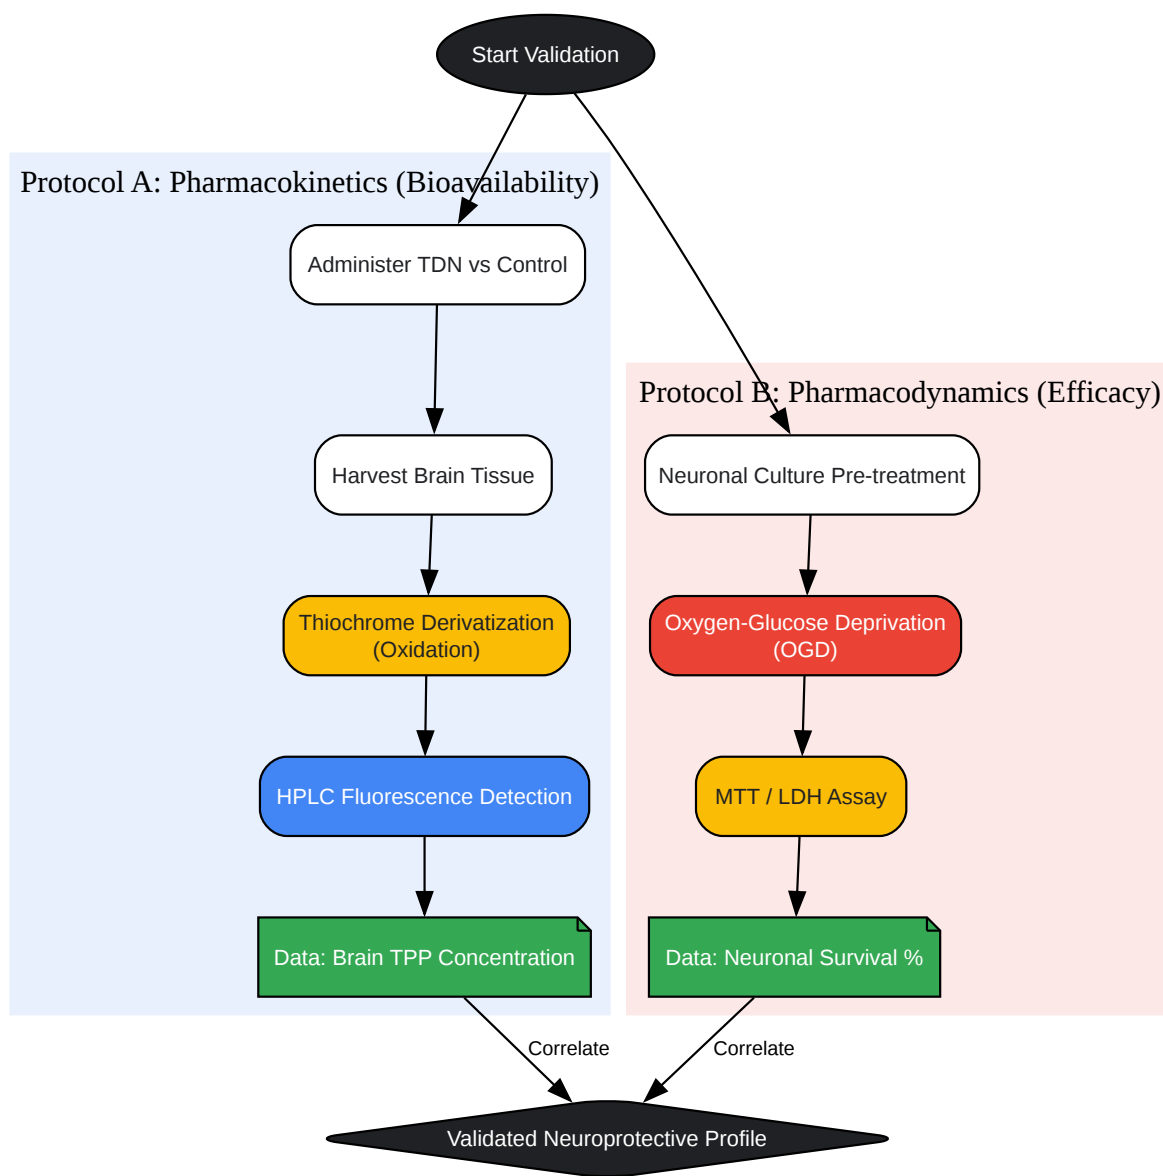 Start Validation
Protocol A: Pharmacokinetics (Bioavailability)
Administer TDN vs Control
Harvest Brain Tissue
Thiochrome Derivatization
(Oxidation)
HPLC Fluorescence Detection
Data: Brain TPP Concentration
Protocol B: Pharmacodynamics (Efficacy)
Neuronal Culture Pre-treatment
Oxygen-Glucose Deprivation
(OGD)
MTT / LDH Assay
Data: Neuronal Survival %
Correlate
Correlate
Validated Neuroprotective Profile